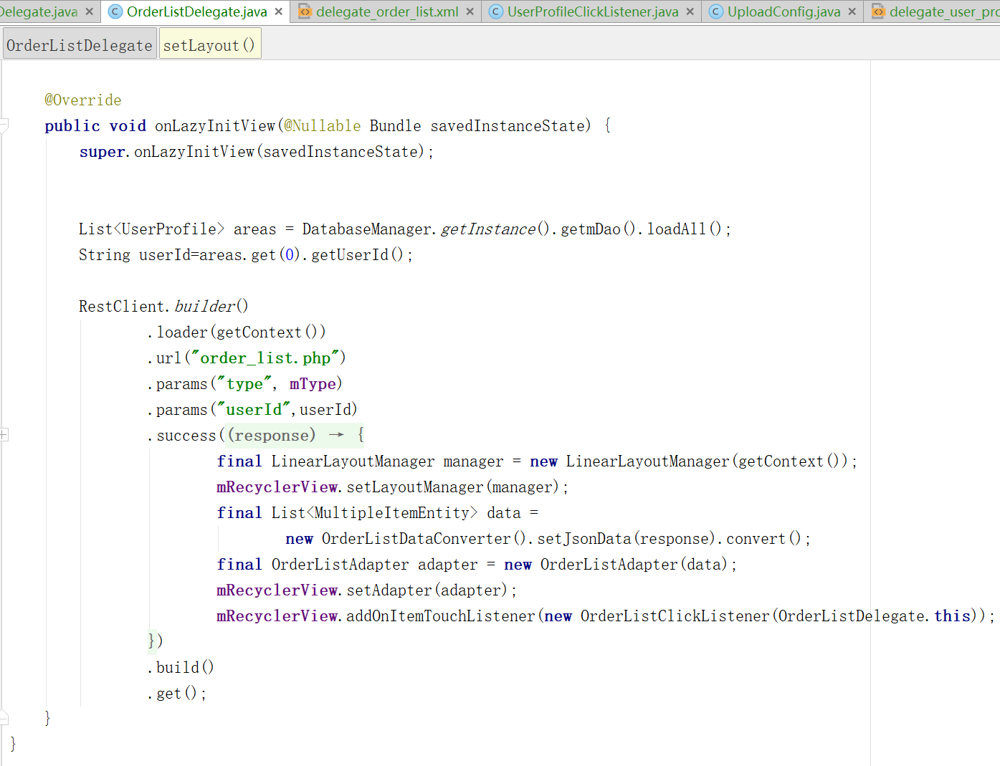 Delegate.java OrderListDelegate.java delegate_order_list.xml UserProfileClickListener.java UploadConfig.java delegate_user_pro
OrderListDelegate setLayout()
@Override
public void onLazyInitView(@Nullable Bundle savedInstanceState) {
super.onLazyInitView(savedInstanceState);
List<UserProfile> areas = DatabaseManager.getInstance().getmDao().loadAll();
String userId=areas.get(0).getUserId();
RestClient.builder()
.loader(getContext())
.url("order_list.php")
.params("type", mType)
.params("userId",userId)
.success((response) → {
final LinearLayoutManager manager = new LinearLayoutManager(getContext());
mRecyclerView.setLayoutManager(manager);
final List<MultipleItemEntity> data =
new OrderListDataConverter().setJsonData(response).convert();
final OrderListAdapter adapter = new OrderListAdapter(data);
mRecyclerView.setAdapter(adapter);
mRecyclerView.addOnItemTouchListener(new OrderListClickListener(OrderListDelegate.this));
})
.build()
.get();
}
}